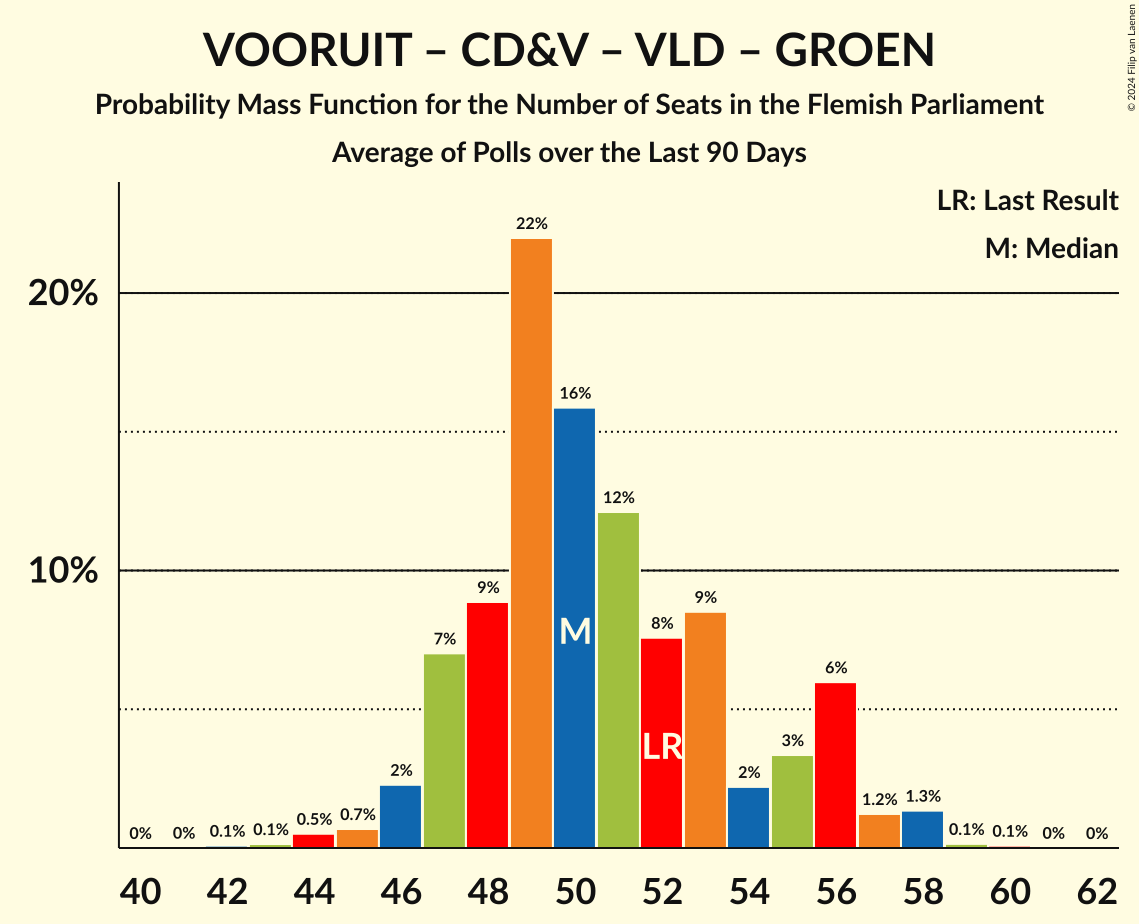 VOORUIT – CD&V – VLD – GROEN
Probability Mass Function for the Number of Seats in the Flemish Parliament
Average of Polls over the Last 90 Days
© 2024 Filip van Laenen
LR: Last Result
M: Median
20%
10%
0%
0%
0.1%
0.1%
0.5%
0.7%
2%
7%
9%
22%
16%
12%
8%
9%
2%
3%
6%
1.2%
1.3%
0.1%
0.1%
0%
0%
M
LR
40 42 44 46 48 50 52 54 56 58 60 62